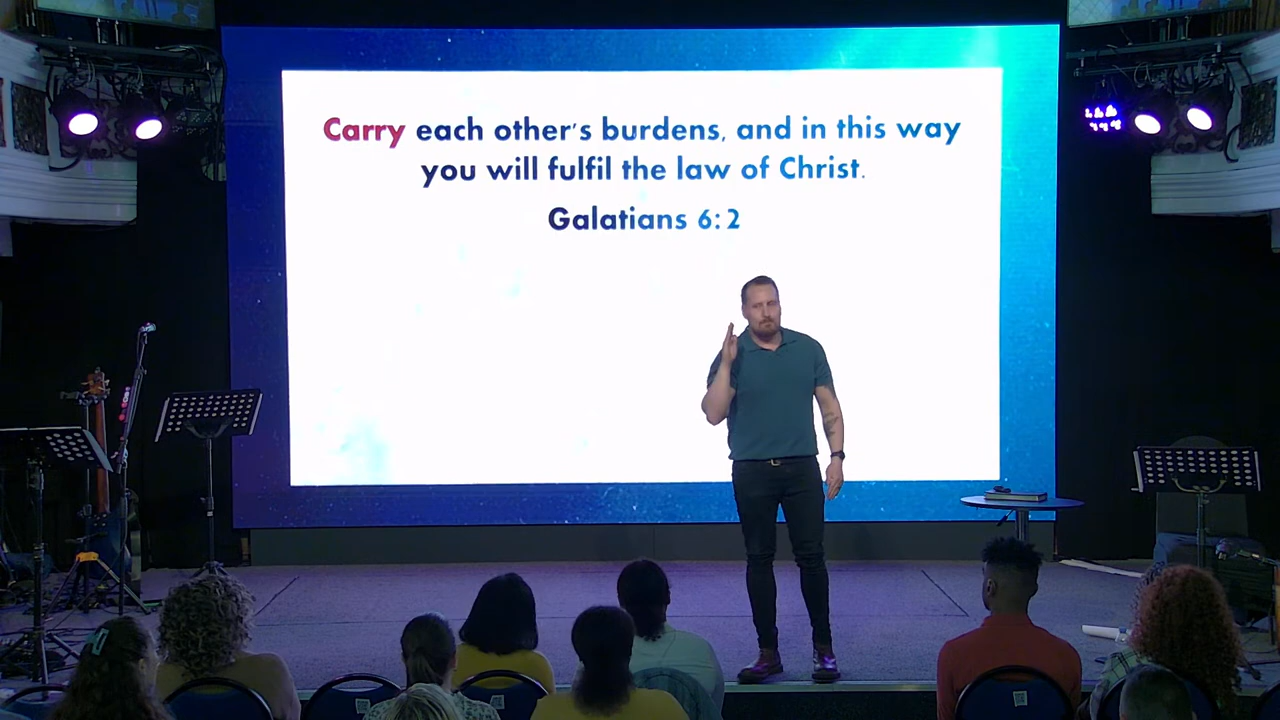 Carry each other's burdens, and in this way
you will fulfil the law of Christ.
Galatians 6:2